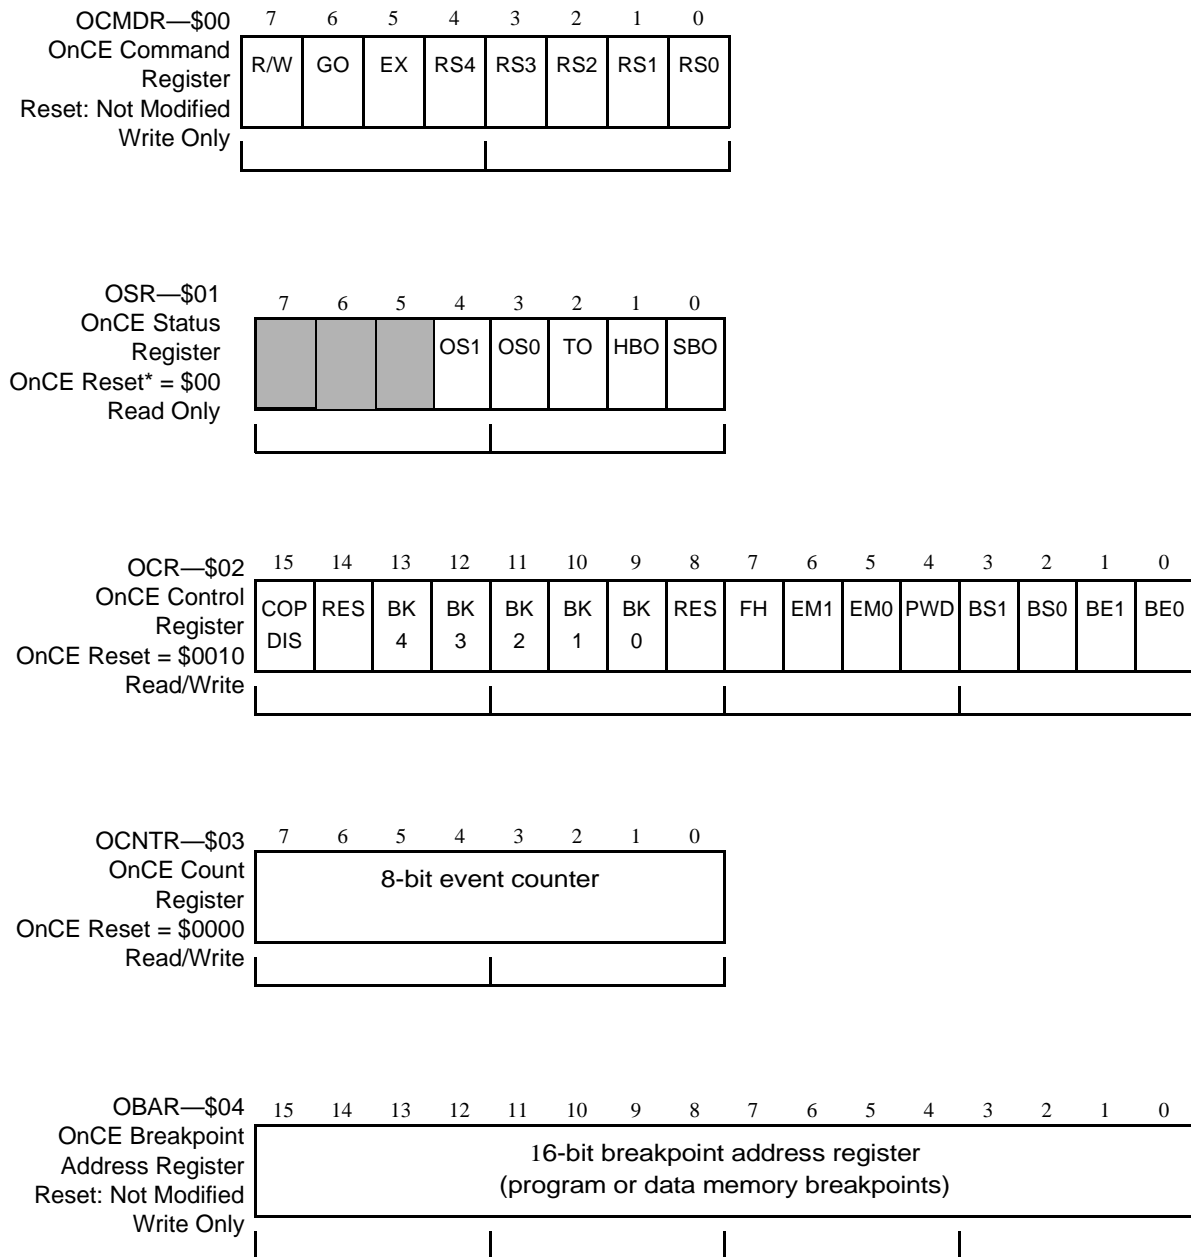 OCMDR—$00
OnCE Command
Register
Reset: Not Modified
Write Only
7 6 5 4 3 2 1 0
R/W GO EX RS4 RS3 RS2 RS1 RS0
OSR—$01
OnCE Status
Register
OnCE Reset* = $00
Read Only
7 6 5 4 3 2 1 0
OS1 OS0 TO HBO SBO
OCR—$02
OnCE Control
Register
OnCE Reset = $0010
Read/Write
15 14 13 12 11 10 9 8 7 6 5 4 3 2 1 0
COP RES BK BK BK BK BK RES FH EM1 EM0 PWD BS1 BS0 BE1 BE0
DIS 4 3 2 1 0
OCNTR—$03
OnCE Count
Register
OnCE Reset = $0000
Read/Write
7 6 5 4 3 2 1 0
8-bit event counter
OBAR—$04
OnCE Breakpoint
Address Register
Reset: Not Modified
Write Only
15 14 13 12 11 10 9 8 7 6 5 4 3 2 1 0
16-bit breakpoint address register
(program or data memory breakpoints)